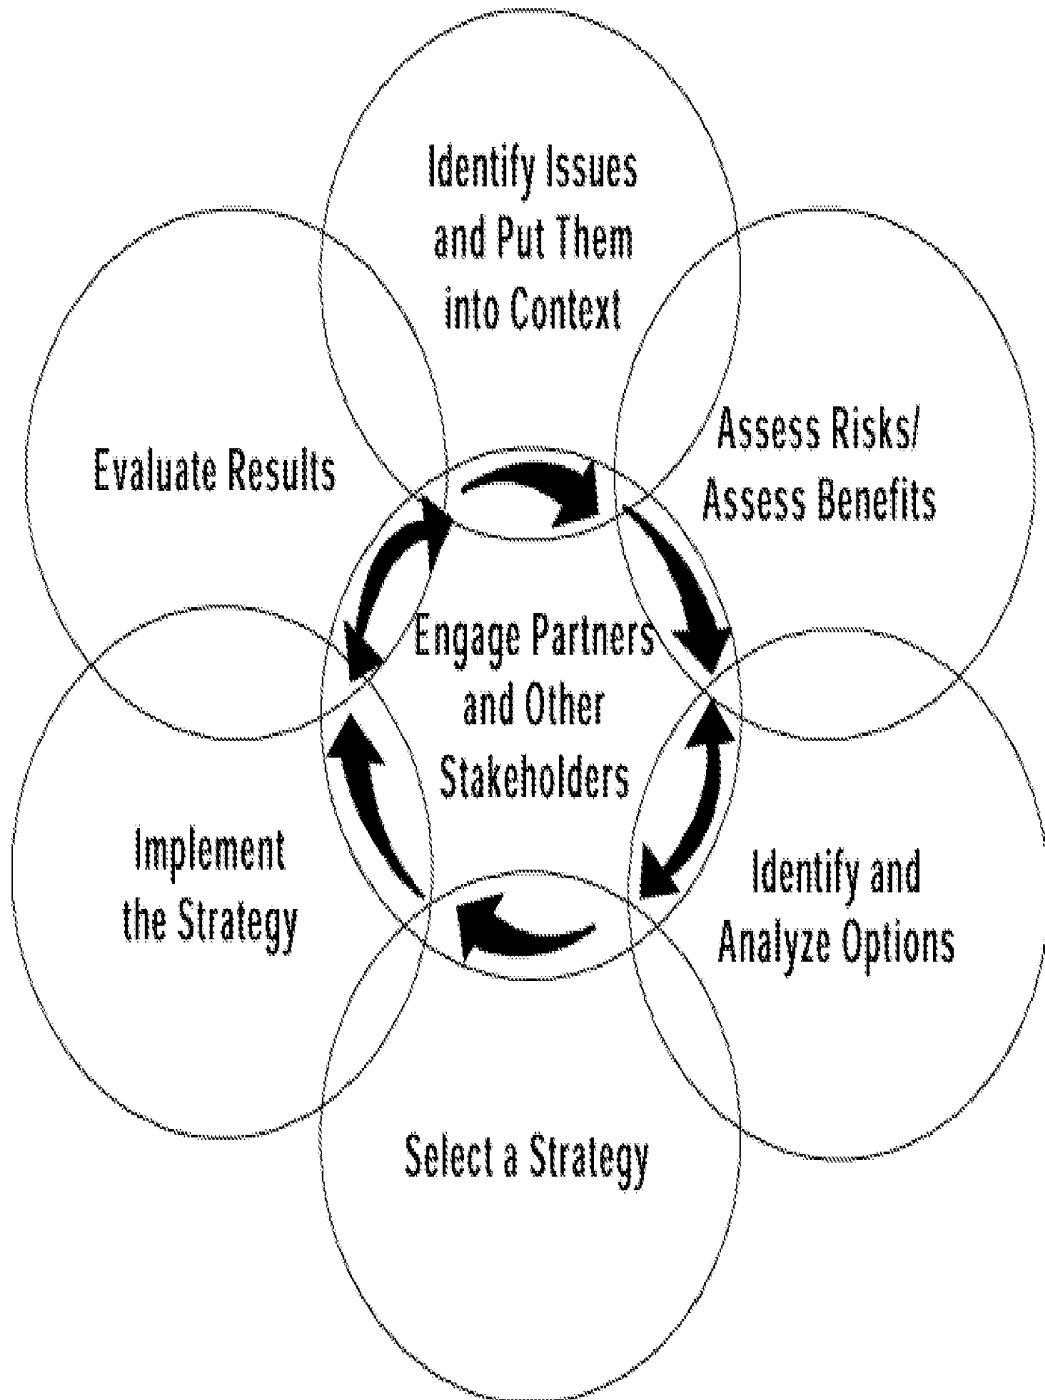 Identify Issues
and Put Them
into Context
Assess Risks/
Assess Benefits
Evaluate Results
Engage Partners
and Other
Stakeholders
Identify and
Analyze Options
Implement
the Strategy
Select a Strategy